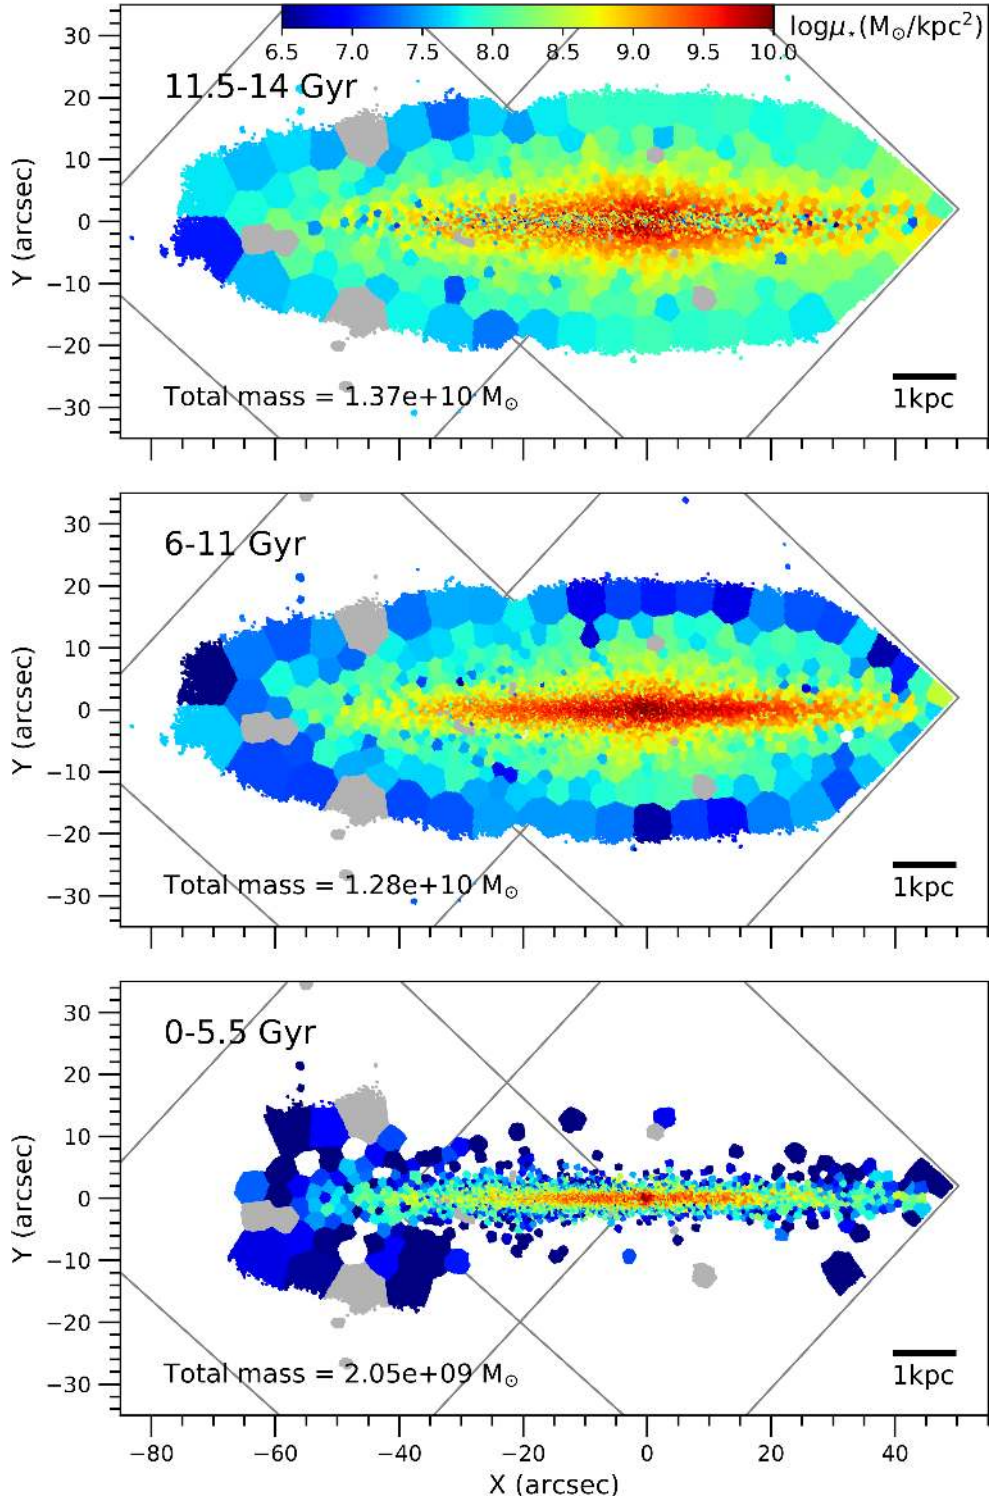 logμ⋆(M⊙/kpc²)
6.5 7.0 7.5 8.0 8.5 9.0 9.5 10.0
11.5-14 Gyr
30
20
10
0
−10
−20
−30
Y (arcsec)
Total mass = 1.37e+10 M⊙
1kpc
6-11 Gyr
30
20
10
0
−10
−20
−30
Y (arcsec)
Total mass = 1.28e+10 M⊙
1kpc
0-5.5 Gyr
30
20
10
0
−10
−20
−30
Y (arcsec)
Total mass = 2.05e+09 M⊙
1kpc
−80 −60 −40 −20 0 20 40
X (arcsec)